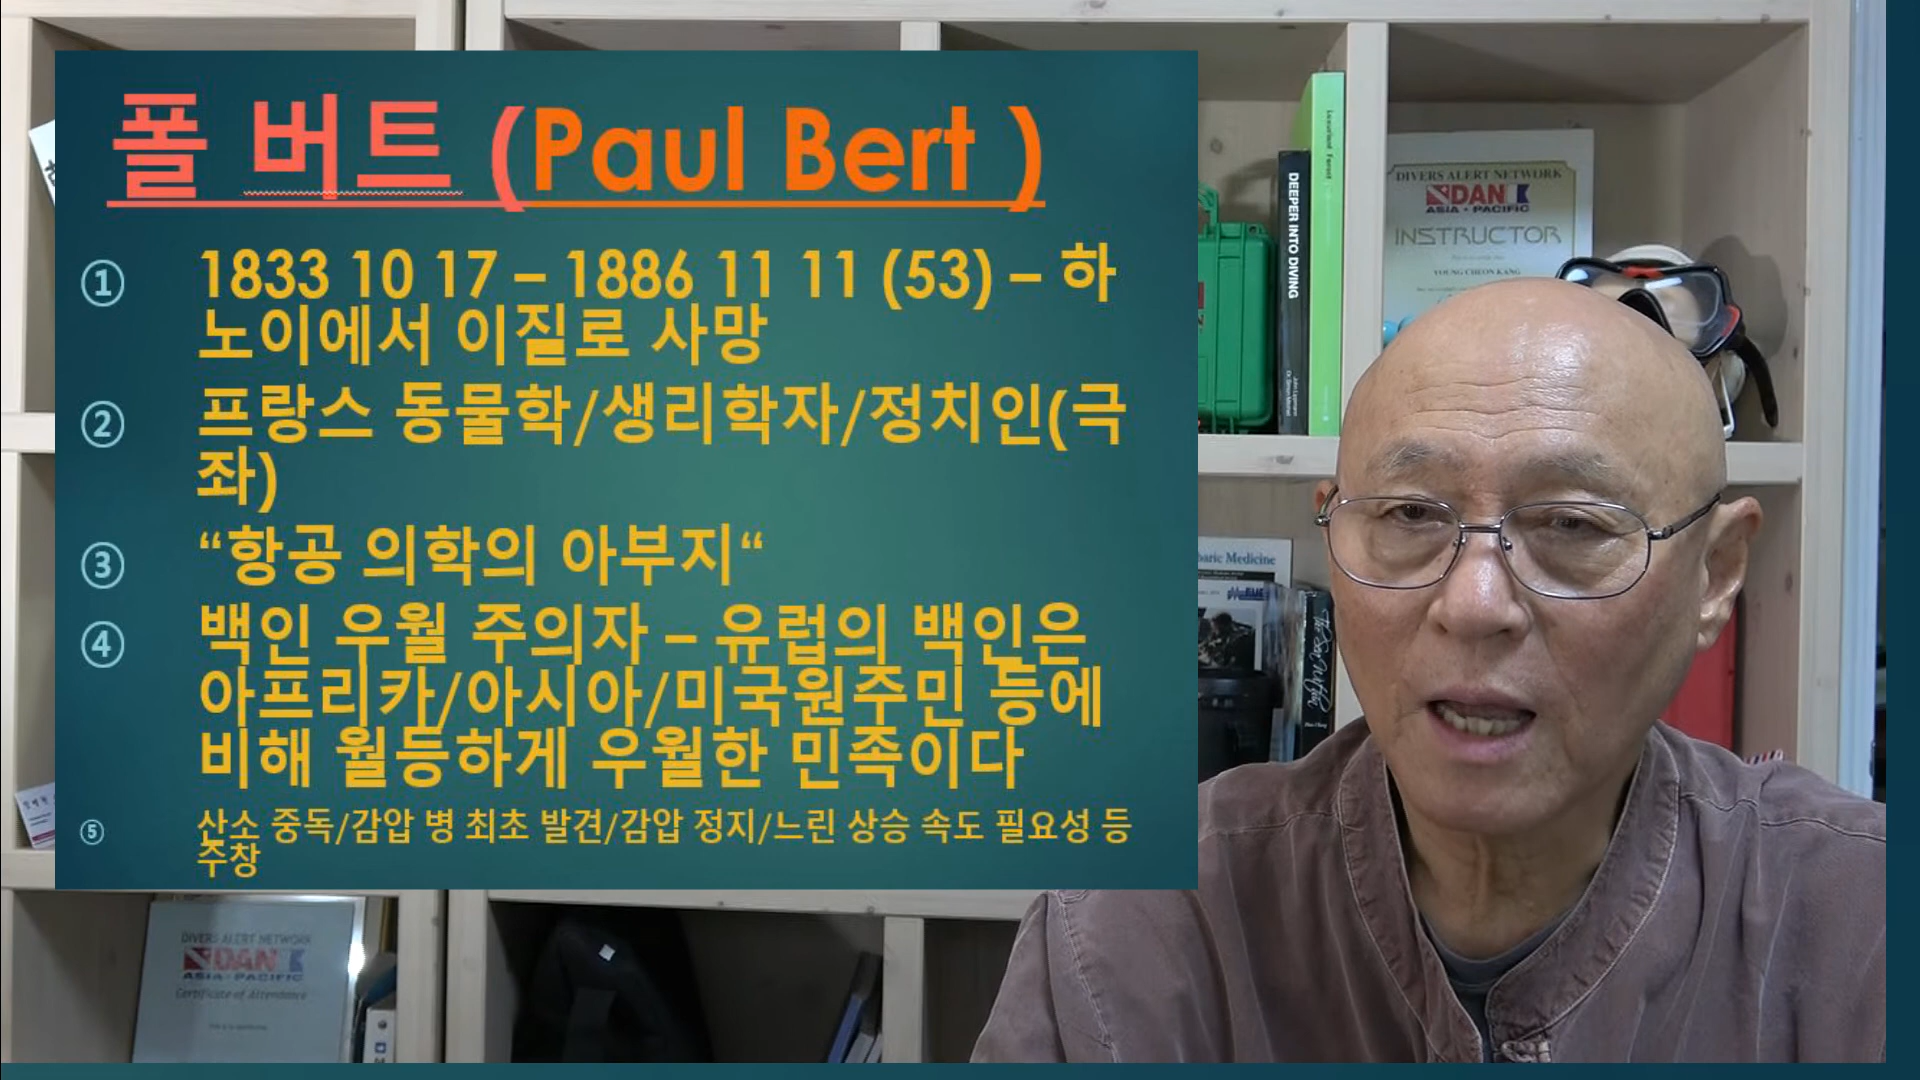 폴 버트 (Paul Bert )
① 1833 10 17 – 1886 11 11 (53) – 하
노이에서 이질로 사망
② 프랑스 동물학/생리학자/정치인(극
좌)
③ “항공 의학의 아부지“
④ 백인 우월 주의자 – 유럽의 백인은
아프리카/아시아/미국원주민 등에
비해 월등하게 우월한 민족이다
⑤ 산소 중독/감압 병 최초 발견/감압 정지/느린 상승 속도 필요성 등
주창
DEEPER INTO DIVING
DIVERS ALERT NETWORK
DAN
ASIA - PACIFIC
INSTRUCTOR
YOUNG CHEON KANG
baric Medicine
DIVERS ALERT NETWORK
DAN
ASIA - PACIFIC
Certificate of Attendance